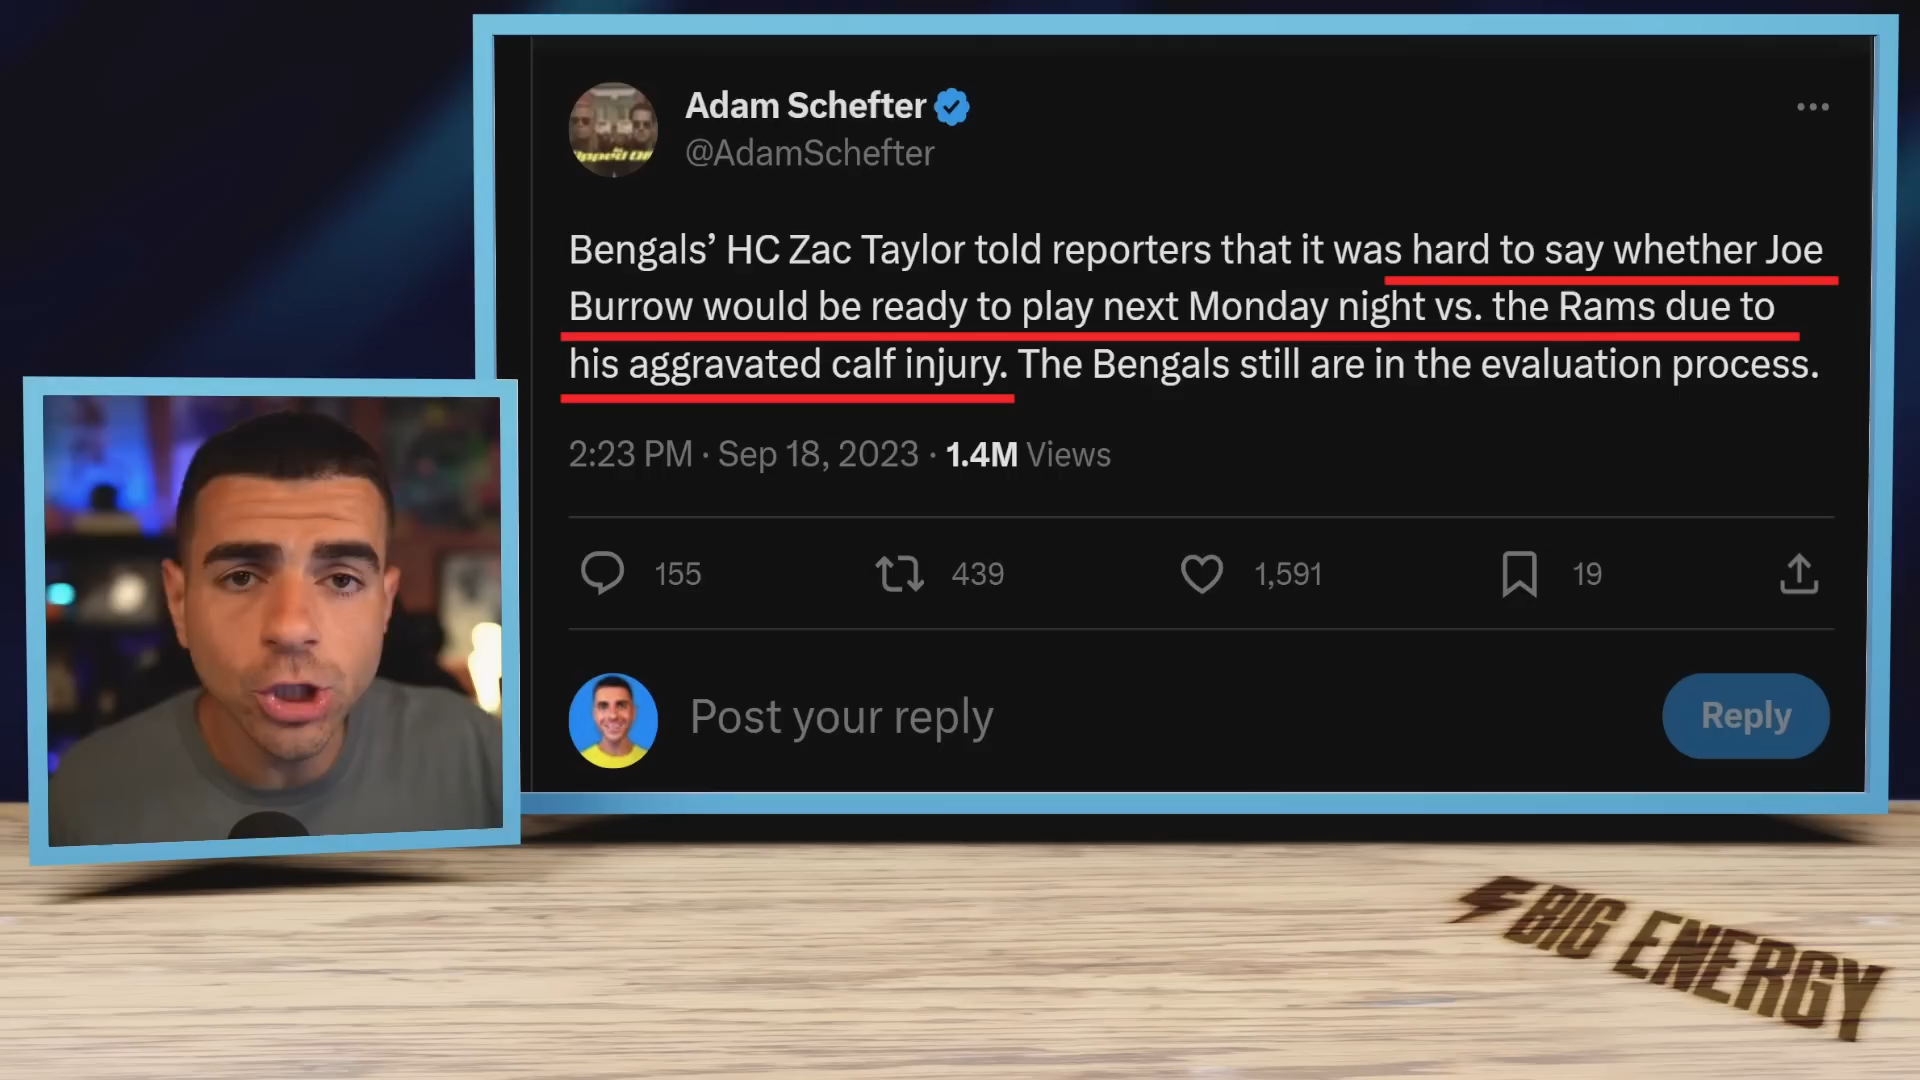 Adam Schefter
@AdamSchefter
Bengals’ HC Zac Taylor told reporters that it was hard to say whether Joe
Burrow would be ready to play next Monday night vs. the Rams due to
his aggravated calf injury. The Bengals still are in the evaluation process.
2:23 PM · Sep 18, 2023 · 1.4M Views
155 439 1,591 19
Post your reply
Reply
BIG ENERGY